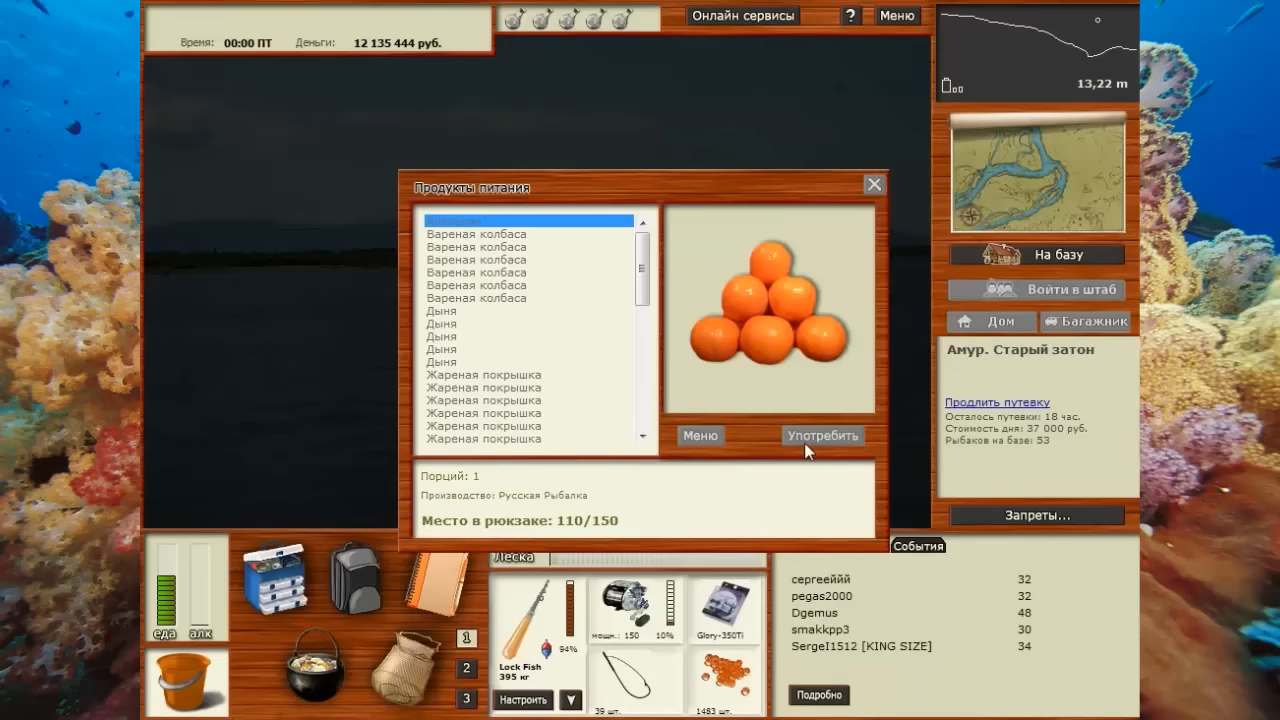 Время: 00:00 ПТ Деньги: 12 135 444 руб.
Онлайн сервисы ? Меню
13,22 m
Продукты питания
Вареная колбаса
Вареная колбаса
Вареная колбаса
Вареная колбаса
Вареная колбаса
Вареная колбаса
Дыня
Дыня
Дыня
Дыня
Дыня
Жареная покрышка
Жареная покрышка
Жареная покрышка
Жареная покрышка
Жареная покрышка
Жареная покрышка
Меню Употребить
Порций: 1
Производство: Русская Рыбалка
Место в рюкзаке: 110/150
На базу
Войти в штаб
Дом Багажник
Амур. Старый затон
Продлить путевку
Осталось путевки: 18 час.
Стоимость дня: 37 000 руб.
Рыбаков на базе: 53
Запреты...
еда алк
1
2
3
Леска
94%
Lock Fish
395 кг
Настроить
мощн.: 150 10%
Glory-350Ti
39 шт.
1483 шт.
События
сергееййй 32
pegas2000 32
Dgemus 48
smakkpp3 30
SergeI1512 [KING SIZE] 34
Подробно